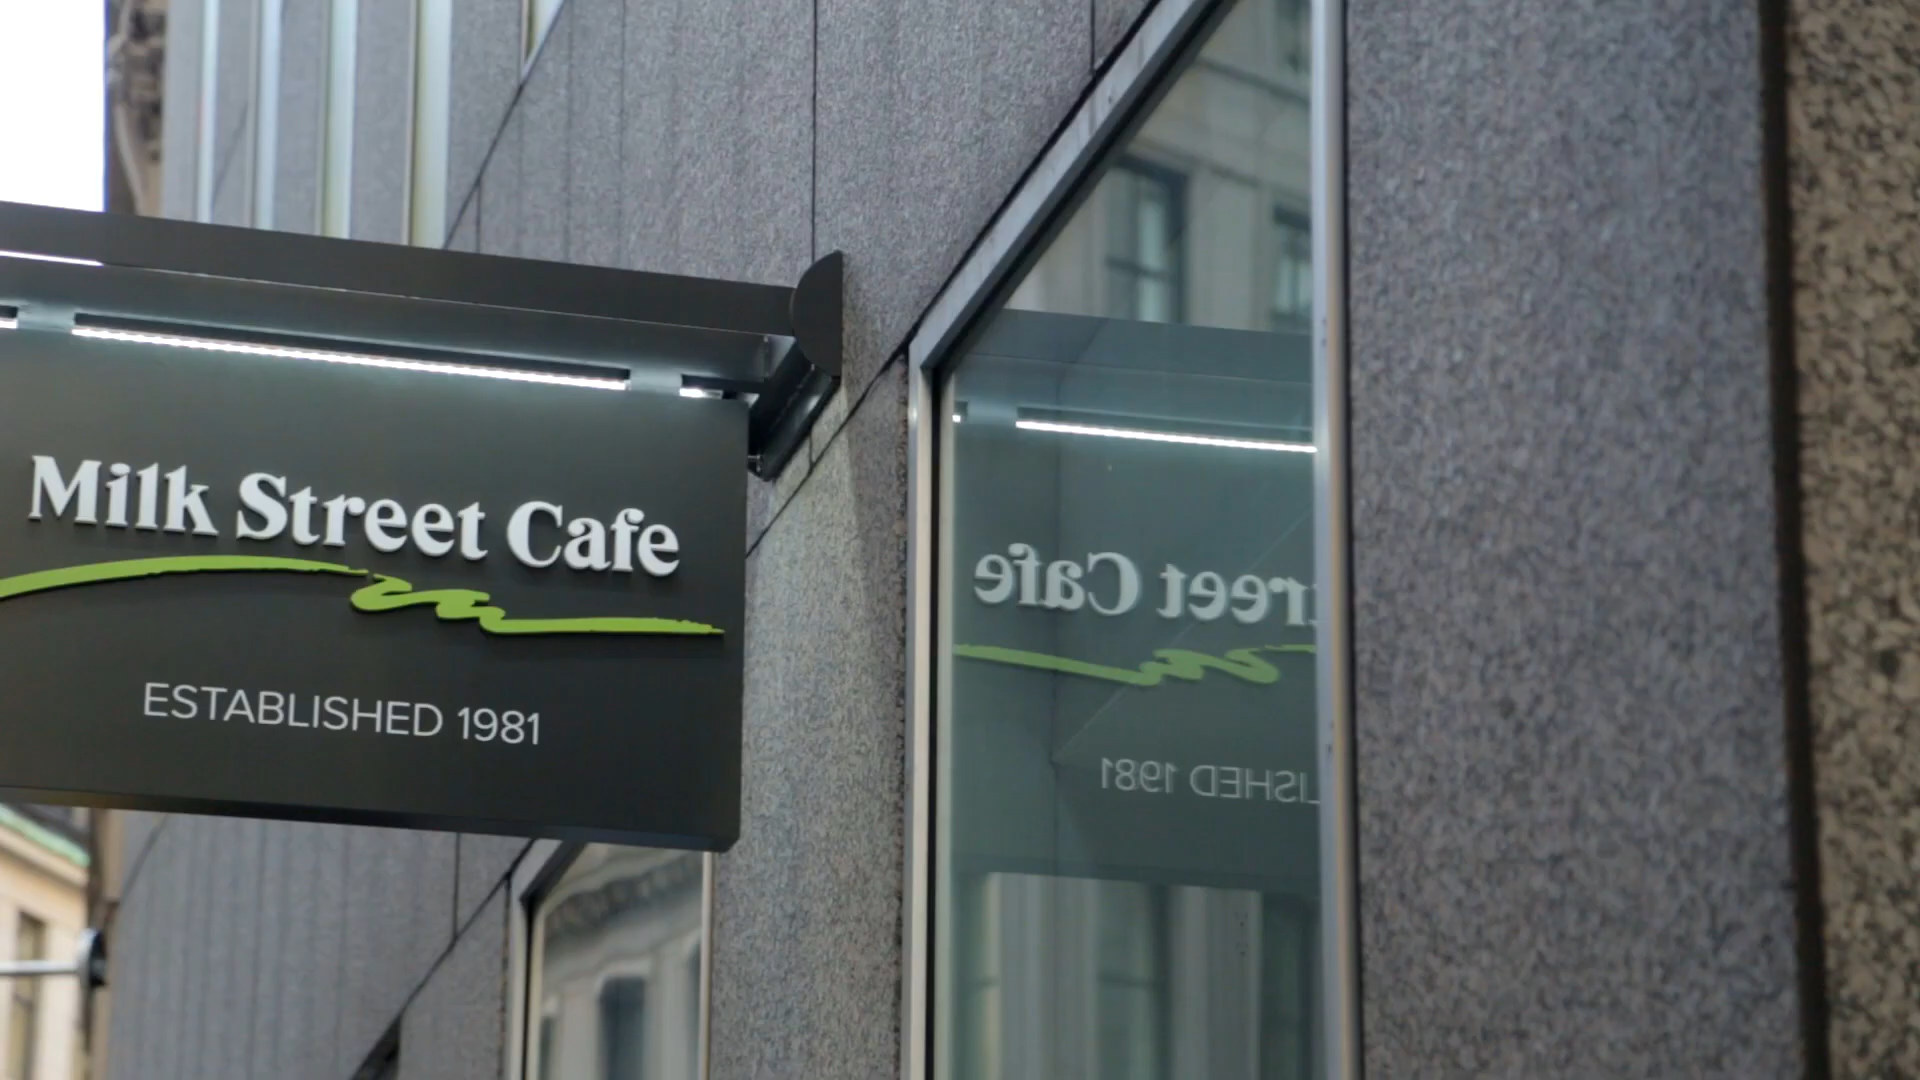 Milk Street Cafe
ESTABLISHED 1981
reet Cafe
LISHED 1981